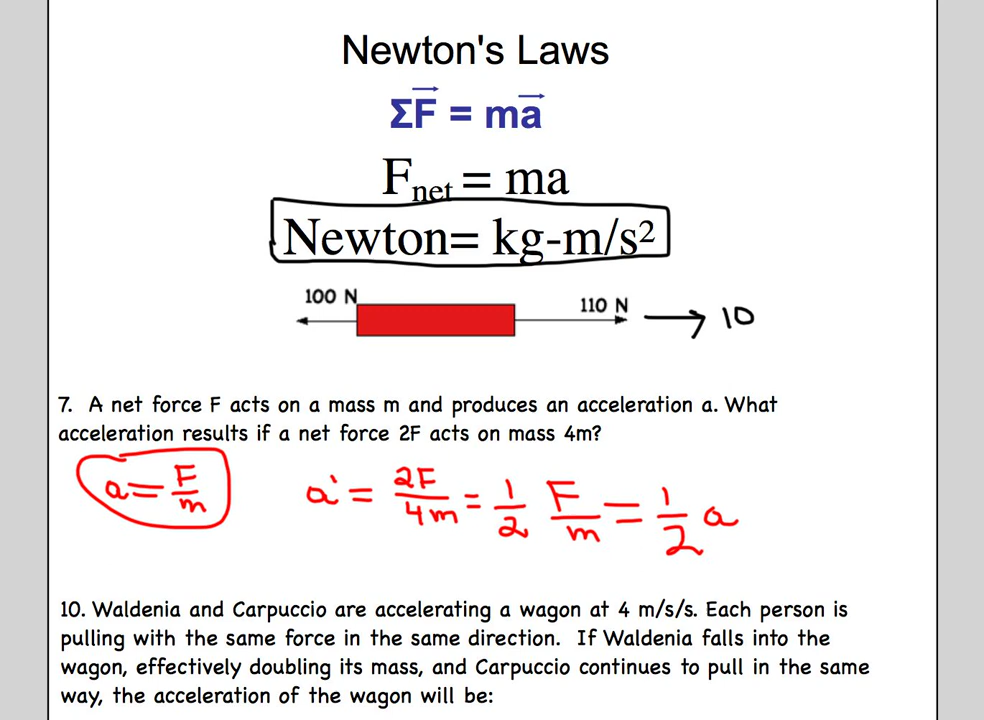 Newton's Laws
ΣF⃗ = ma⃗
Fnet = ma
Newton= kg-m/s²
100 N 110 N → 10
7. A net force F acts on a mass m and produces an acceleration a. What
acceleration results if a net force 2F acts on mass 4m?
a = F/m a' = 2F/4m = 1/2 F/m = 1/2 a
10. Waldenia and Carpuccio are accelerating a wagon at 4 m/s/s. Each person is
pulling with the same force in the same direction. If Waldenia falls into the
wagon, effectively doubling its mass, and Carpuccio continues to pull in the same
way, the acceleration of the wagon will be: